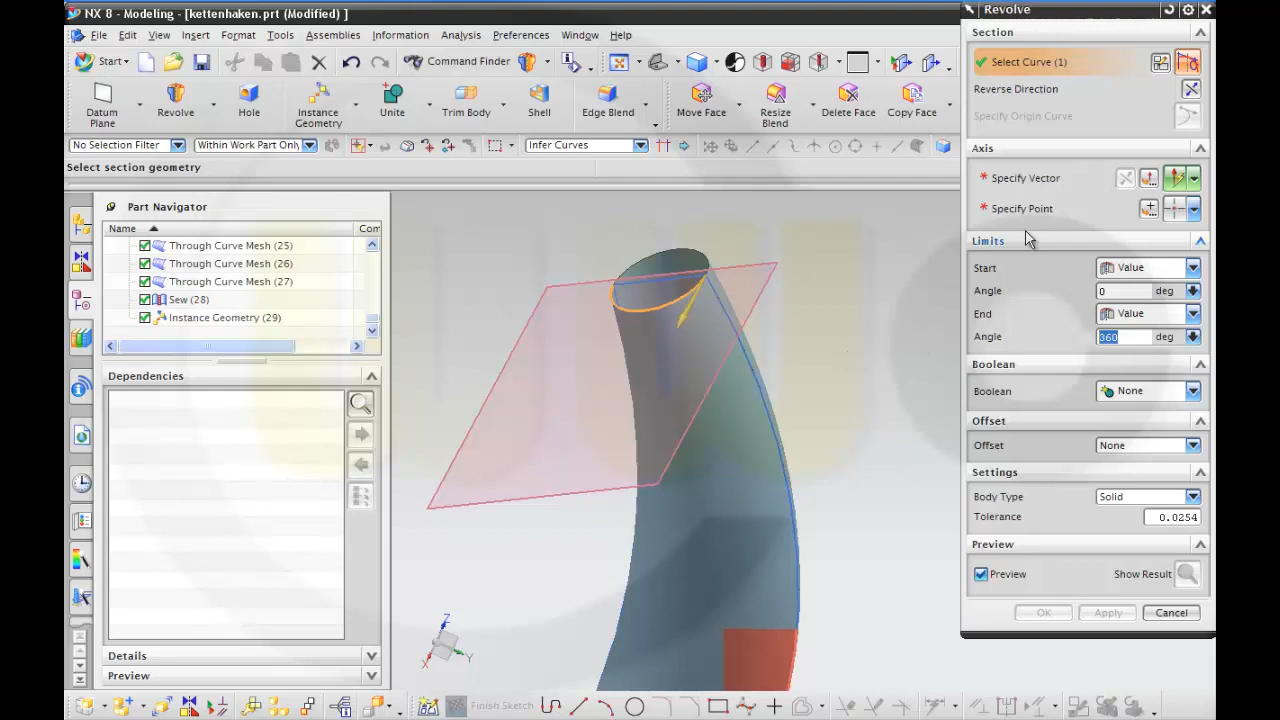 NX 8 - Modeling - [kettenhaken.prt (Modified) ]
File Edit View Insert Format Tools Assemblies Information Analysis Preferences Window Help
Start Command Finder
Datum Plane Revolve Hole Instance Geometry Unite Trim Body Shell Edge Blend Move Face Resize Blend Delete Face Copy Face
No Selection Filter Within Work Part Only Infer Curves
Select section geometry
Part Navigator
Name Com
Through Curve Mesh (25)
Through Curve Mesh (26)
Through Curve Mesh (27)
Sew (28)
Instance Geometry (29)
Dependencies
Details
Preview
Z
X
Y
Finish Sketch
Revolve
Section
Select Curve (1)
Reverse Direction
Specify Origin Curve
Axis
* Specify Vector
* Specify Point
Limits
Start Value
Angle 0 deg
End Value
Angle 360 deg
Boolean
Boolean None
Offset
Offset None
Settings
Body Type Solid
Tolerance 0.0254
Preview
Preview Show Result
OK Apply Cancel